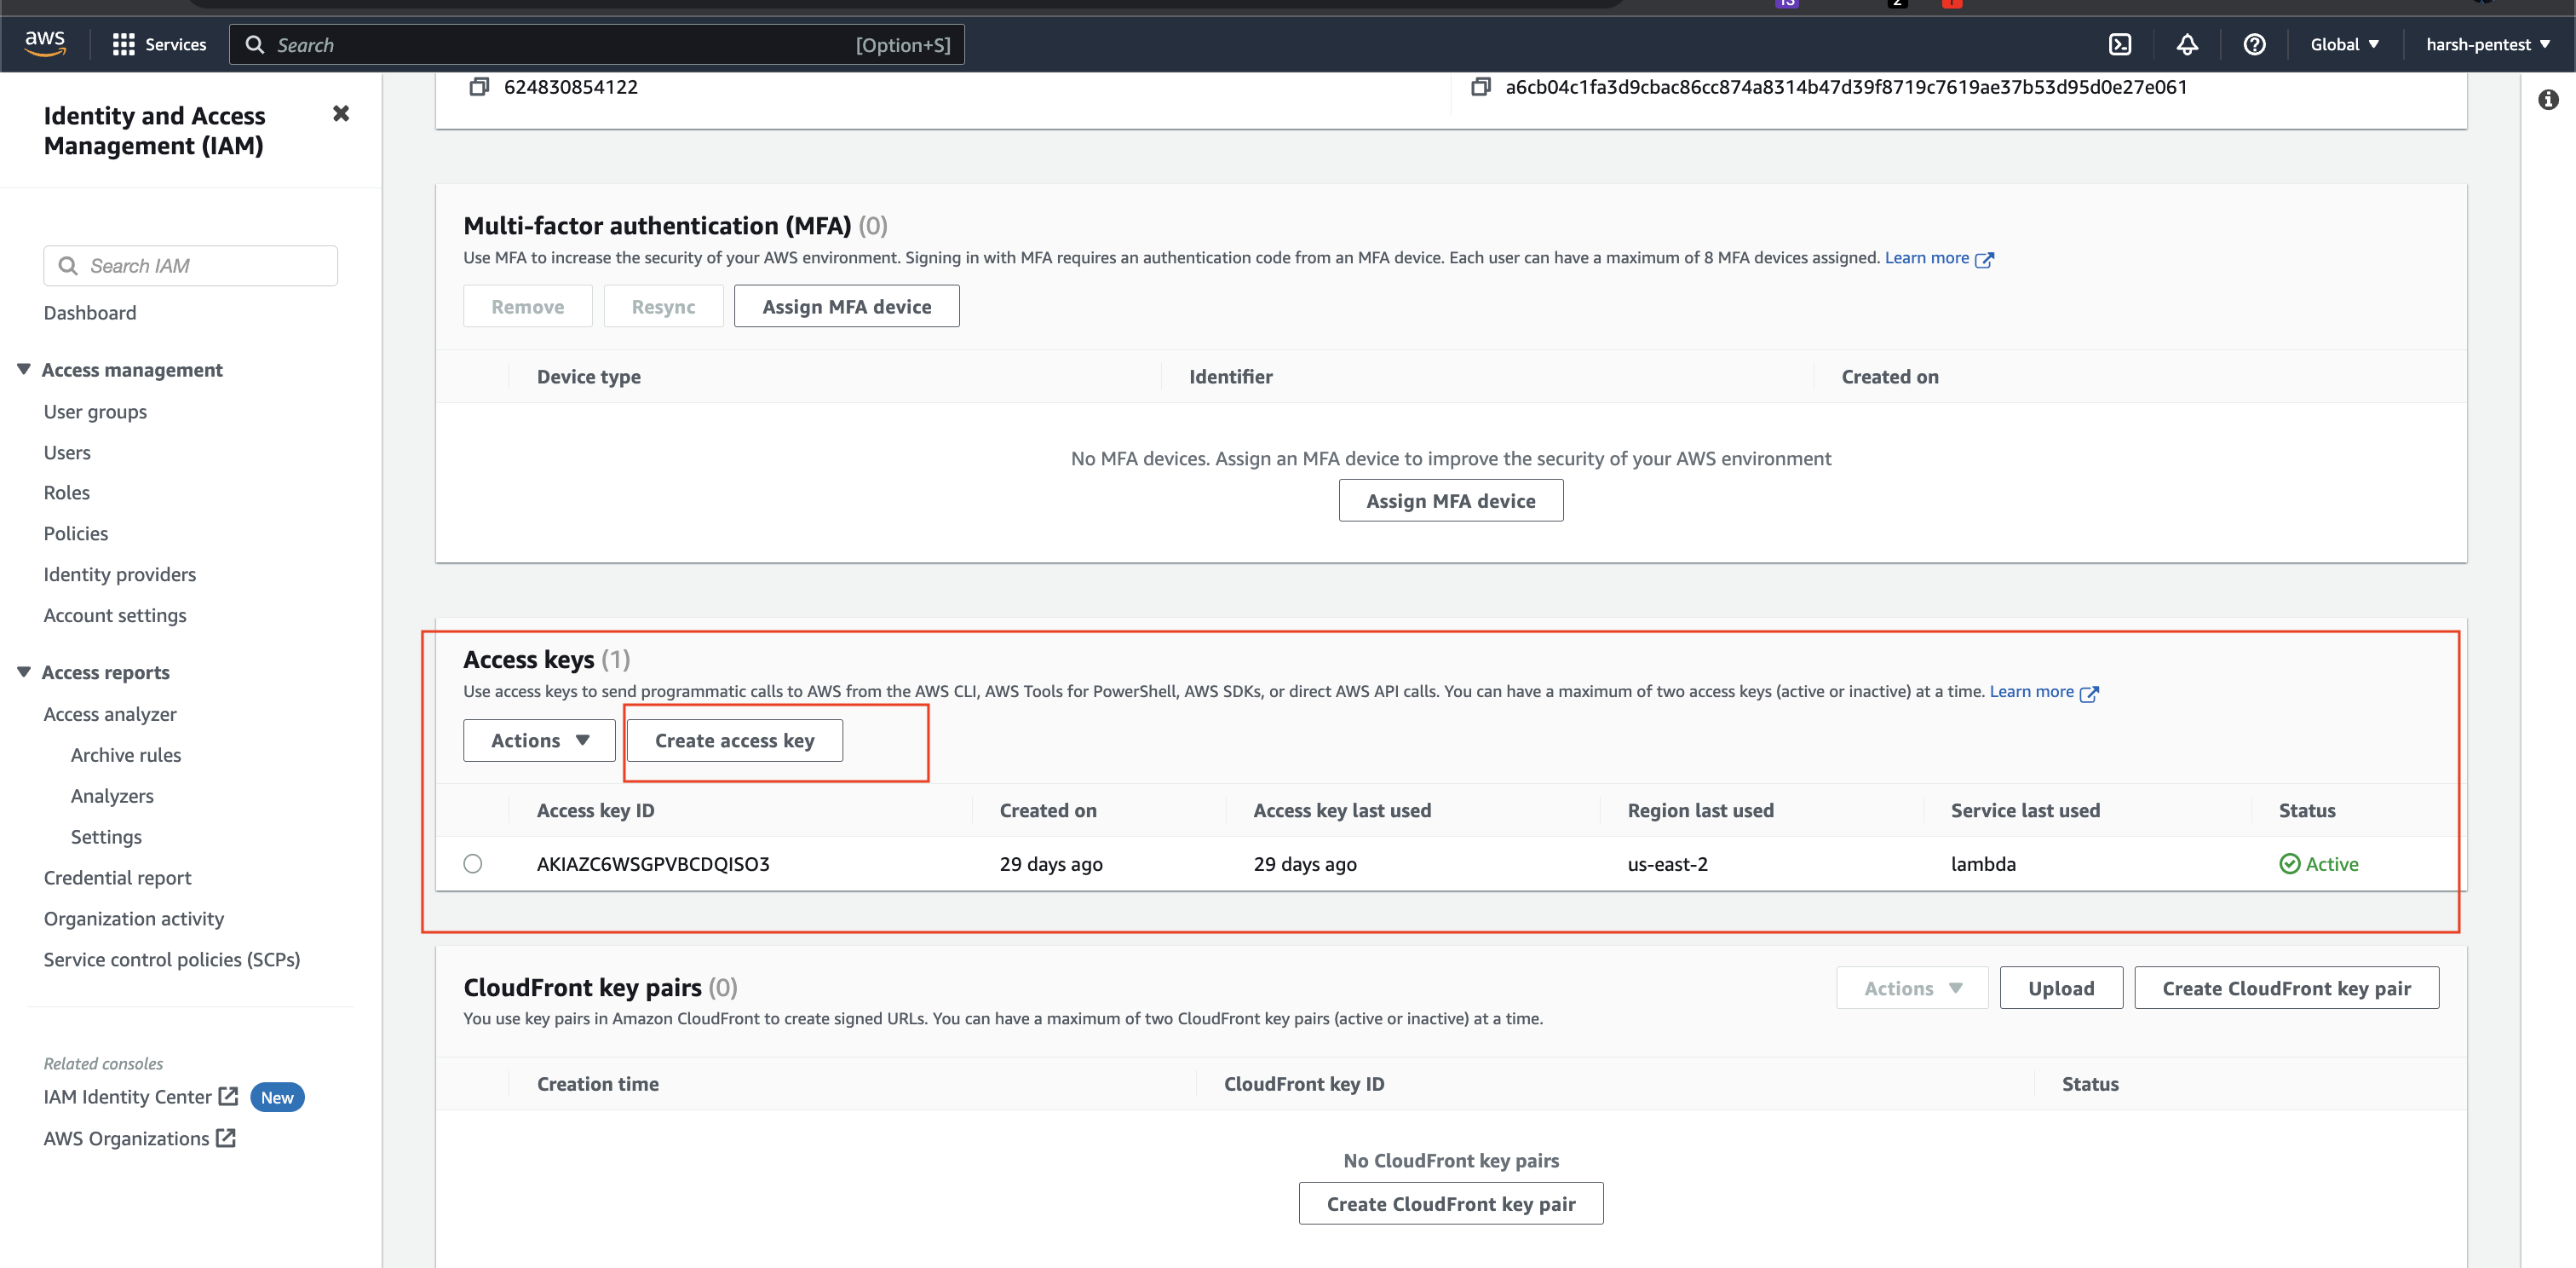 aws
Services
Search
[Option+S]
Global
harsh-pentest
Identity and Access
Management (IAM)
Search IAM
Dashboard
Access management
User groups
Users
Roles
Policies
Identity providers
Account settings
Access reports
Access analyzer
Archive rules
Analyzers
Settings
Credential report
Organization activity
Service control policies (SCPs)
Related consoles
IAM Identity Center New
AWS Organizations
624830854122
a6cb04c1fa3d9cbac86cc874a8314b47d39f8719c7619ae37b53d95d0e27e061
Multi-factor authentication (MFA) (0)
Use MFA to increase the security of your AWS environment. Signing in with MFA requires an authentication code from an MFA device. Each user can have a maximum of 8 MFA devices assigned. Learn more
Remove Resync Assign MFA device
Device type Identifier Created on
No MFA devices. Assign an MFA device to improve the security of your AWS environment
Assign MFA device
Access keys (1)
Use access keys to send programmatic calls to AWS from the AWS CLI, AWS Tools for PowerShell, AWS SDKs, or direct AWS API calls. You can have a maximum of two access keys (active or inactive) at a time. Learn more
Actions Create access key
Access key ID Created on Access key last used Region last used Service last used Status
AKIAZC6WSGPVBCDQISO3 29 days ago 29 days ago us-east-2 lambda Active
CloudFront key pairs (0)
Actions Upload Create CloudFront key pair
You use key pairs in Amazon CloudFront to create signed URLs. You can have a maximum of two CloudFront key pairs (active or inactive) at a time.
Creation time CloudFront key ID Status
No CloudFront key pairs
Create CloudFront key pair